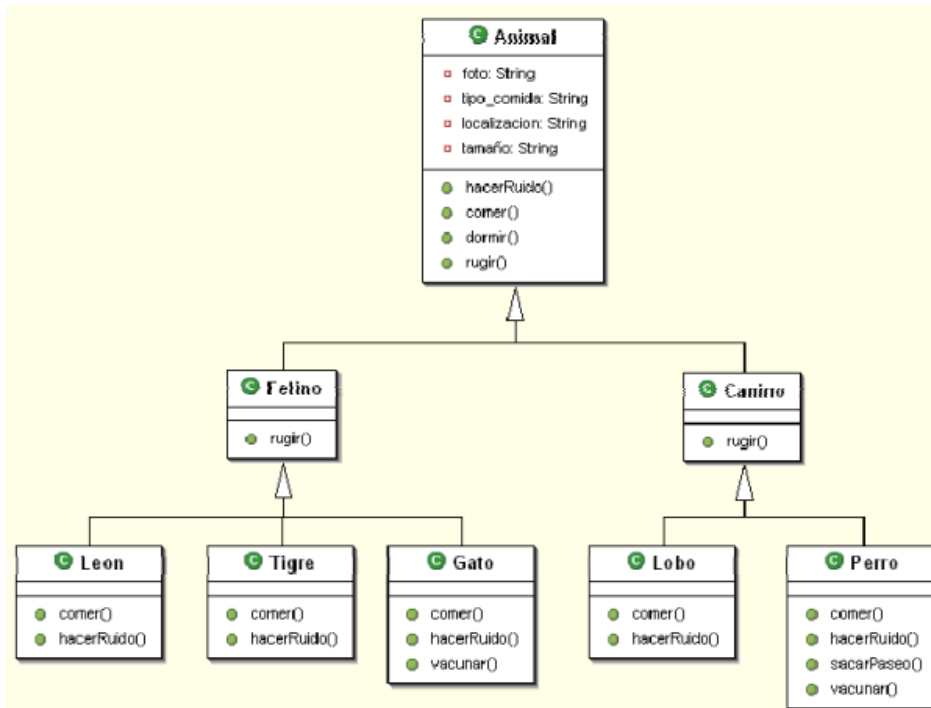 C Animal
foto: String
tipo_comida: String
localizacion: String
tamaño: String
hacerRuido()
comer()
dormir()
rugir()
C Felino
rugir()
C Canino
rugir()
C Leon
comer()
hacerRuido()
C Tigre
comer()
hacerRuido()
C Gato
comer()
hacerRuido()
vacunar()
C Lobo
comer()
hacerRuido()
C Perro
comer()
hacerRuido()
sacarPaseo()
vacunar()